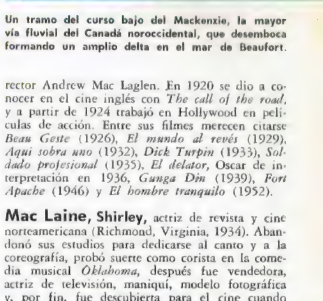 Un tramo del curso bajo del Mackenzie, la mayor
vía fluvial del Canadá noroccidental, que desemboca
formando un amplio delta en el mar de Beaufort.
rector Andrew Mac Laglen. En 1920 se dio a co-
nocer en el cine inglés con The call of the road,
y a partir de 1924 trabajó en Hollywood en pelí-
culas de acción. Entre sus filmes merecen citarse
Beau Geste (1926), El mundo al revés (1929),
Aquí sobra uno (1932), Dick Turpin (1933), Sol-
dado profesional (1935), El delator, Oscar de in-
terpretación en 1936, Gunga Din (1939), Fort
Apache (1946) y El hombre tranquilo (1952).
Mac Laine, Shirley, actriz de revista y cine
norteamericana (Richmond, Virginia, 1934). Aban-
donó sus estudios para dedicarse al canto y a la
coreografía, probó suerte como corista en la come-
dia musical Oklahoma, después fue vendedora,
actriz de televisión, maniquí, modelo fotográfica
y, por fin, fue descubierta para el cine cuando